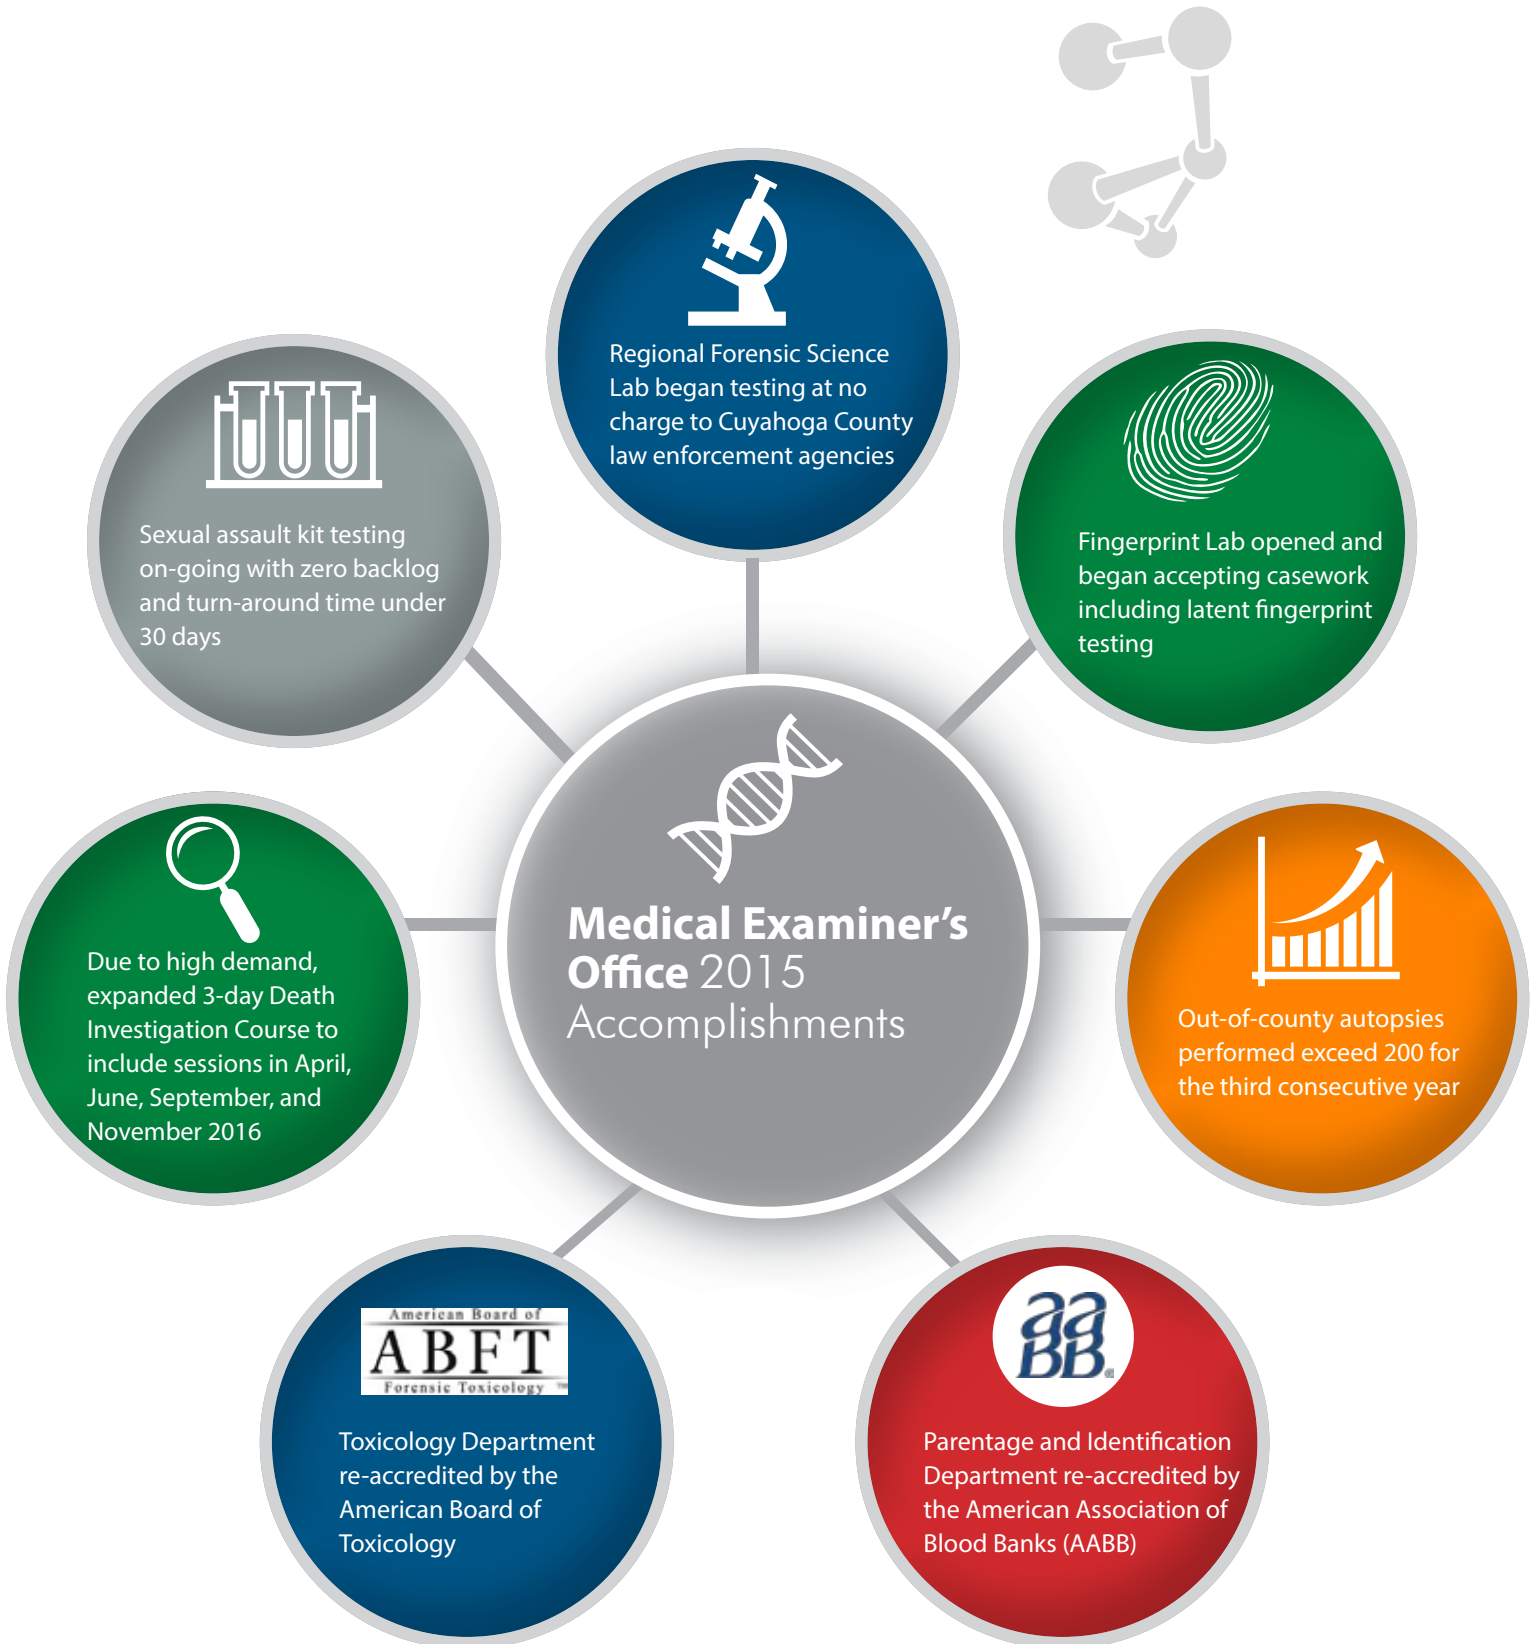 Regional Forensic Science
Lab began testing at no
charge to Cuyahoga County
law enforcement agencies
Sexual assault kit testing
on-going with zero backlog
and turn-around time under
30 days
Fingerprint Lab opened and
began accepting casework
including latent fingerprint
testing
Medical Examiner’s
Office 2015
Accomplishments
Due to high demand,
expanded 3-day Death
Investigation Course to
include sessions in April,
June, September, and
November 2016
Out-of-county autopsies
performed exceed 200 for
the third consecutive year
American Board of
ABFT
Forensic Toxicology ™
Toxicology Department
re-accredited by the
American Board of
Toxicology
aaBB®
Parentage and Identification
Department re-accredited by
the American Association of
Blood Banks (AABB)